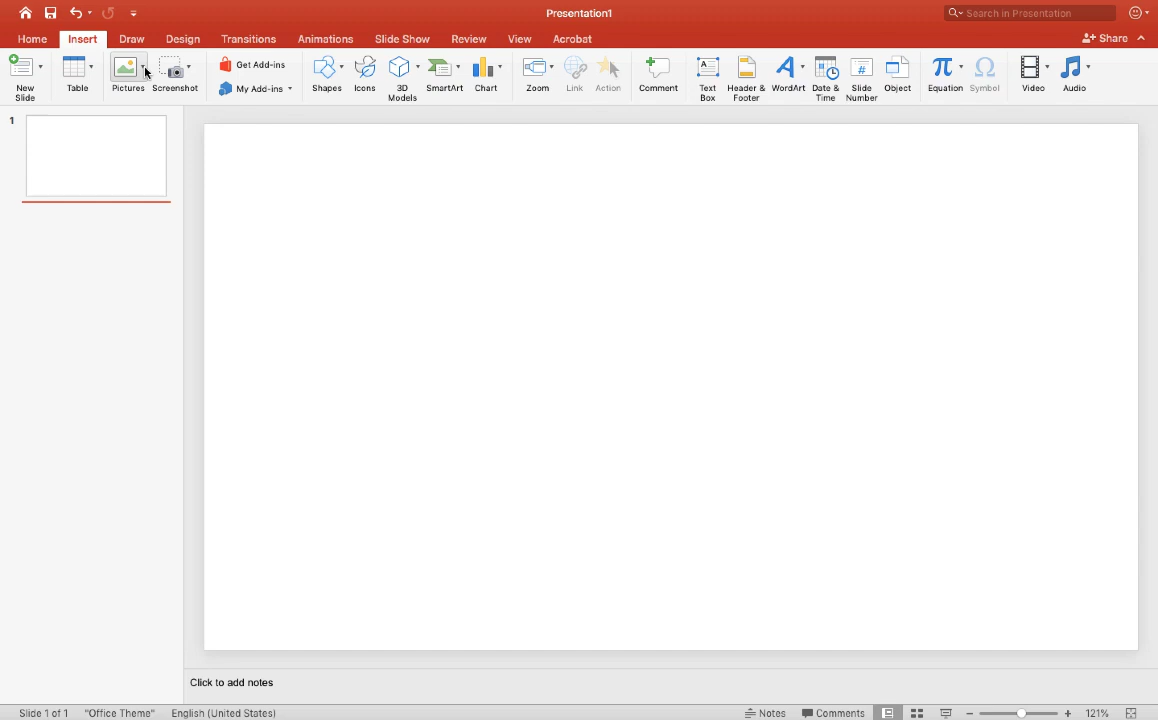 Presentation1
Search in Presentation
Home Insert Draw Design Transitions Animations Slide Show Review View Acrobat Share
New Slide
Table
Pictures
Screenshot
Get Add-ins
My Add-ins
Shapes
Icons
3D Models
SmartArt
Chart
Zoom
Link
Action
Comment
Text Box
Header & Footer
WordArt
Date & Time
Slide Number
Object
Equation
Symbol
Video
Audio
1
Click to add notes
Slide 1 of 1 "Office Theme" English (United States) Notes Comments 121%